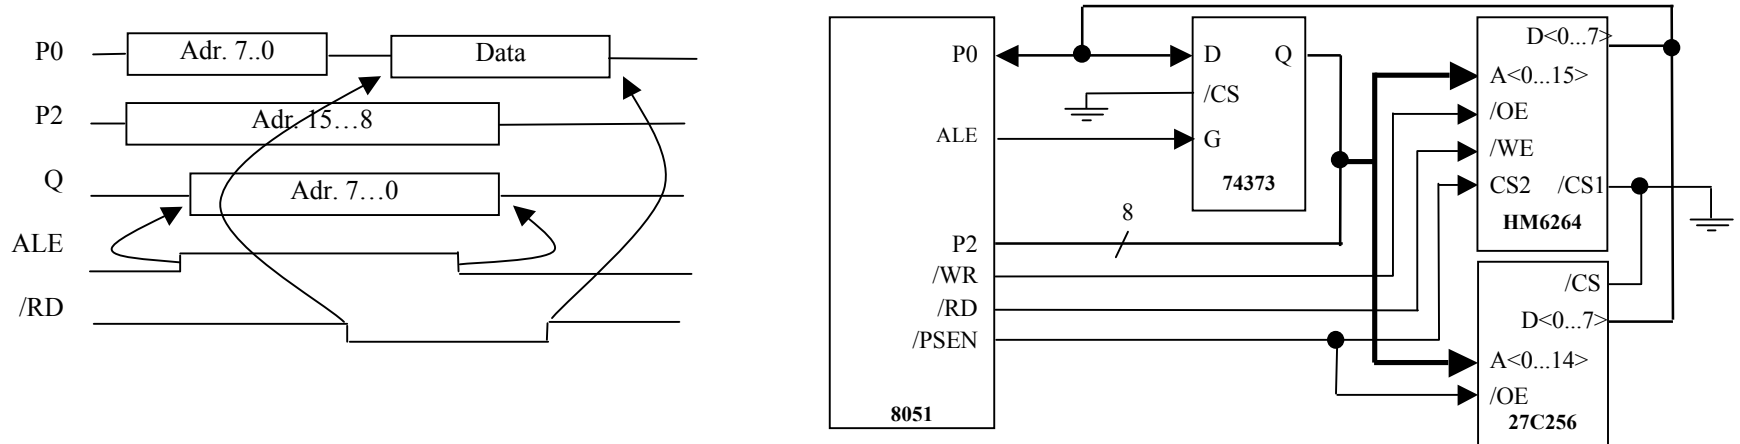 P0 Adr. 7..0 Data
P2 Adr. 15…8
Q Adr. 7…0
ALE
/RD
P0
ALE
P2
/WR
/RD
/PSEN
8051
8
D Q
/CS
G
74373
D<0...7>
A<0...15>
/OE
/WE
CS2 /CS1
HM6264
/CS
D<0...7>
A<0...14>
/OE
27C256